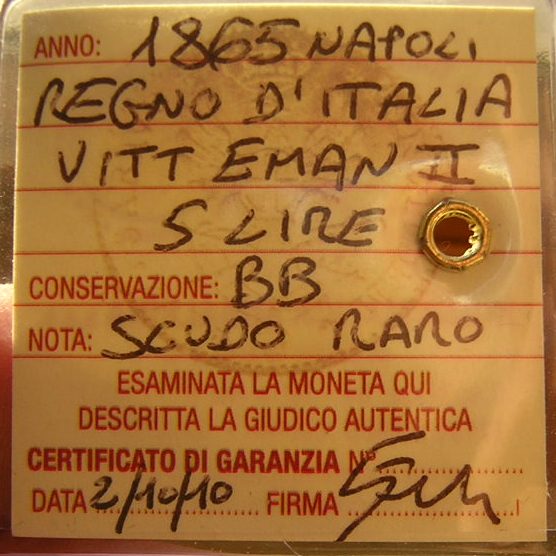 ANNO: 1865 NAPOLI
REGNO D'ITALIA
VITT EMAN II
5 LIRE
CONSERVAZIONE: BB
NOTA: SCUDO RARO
ESAMINATA LA MONETA QUI
DESCRITTA LA GIUDICO AUTENTICA
CERTIFICATO DI GARANZIA N°
DATA 2/10/10 FIRMA